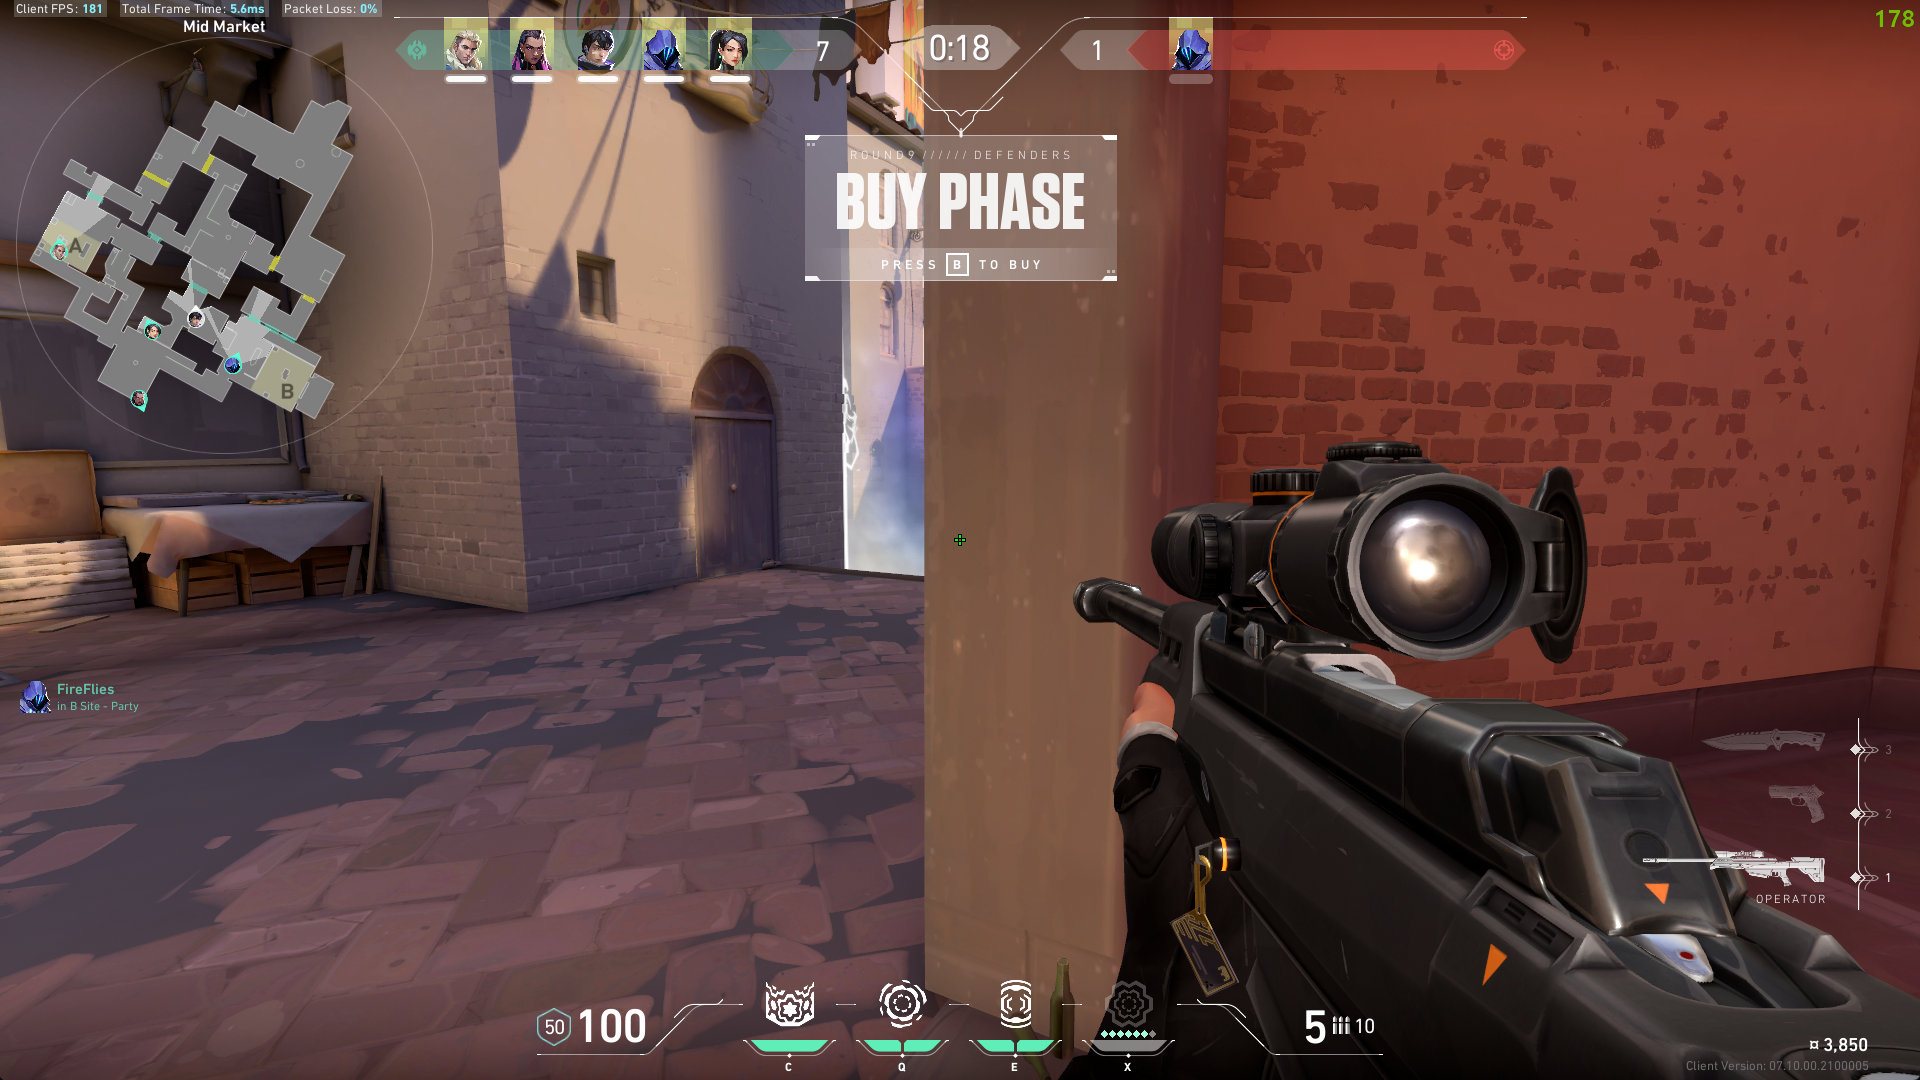 Client FPS: 181 Total Frame Time: 5.6ms Packet Loss: 0%
178
Mid Market
7
0:18
1
ROUND 9 ////// DEFENDERS
BUY PHASE
PRESS B TO BUY
A
B
FireFlies
in B Site - Party
3
2
1
OPERATOR
50 100
C
Q
E
X
5 10
¤ 3,850
Client Version: 07.10.00.2100005